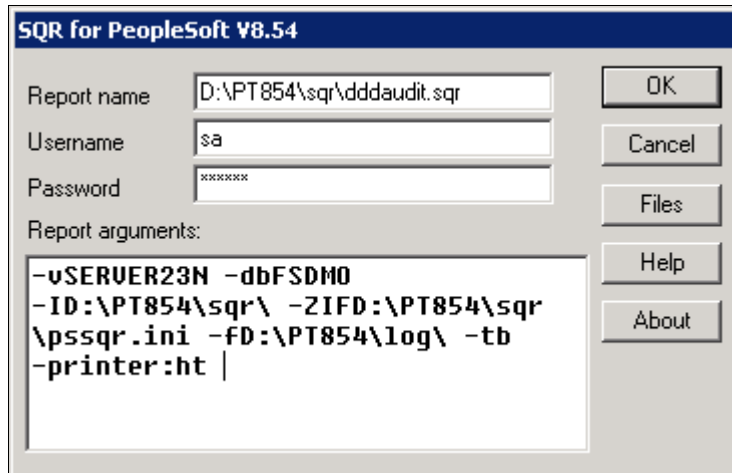 SQR for PeopleSoft V8.54
Report name
D:\PT854\sqr\dddaudit.sqr
OK
Username
sa
Cancel
Password
××××××
Files
Report arguments:
-vSERVER23N -dbFSDMO
-ID:\PT854\sqr\ -ZIFD:\PT854\sqr
\pssqr.ini -fD:\PT854\log\ -tb
-printer:ht
Help
About